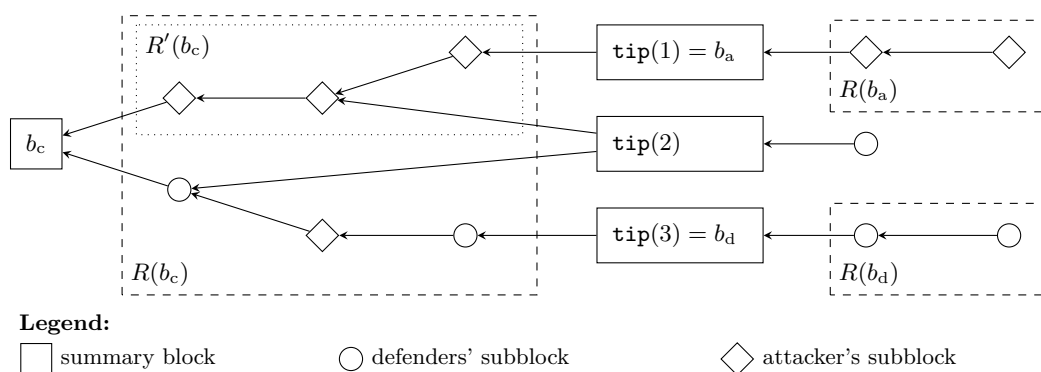 R′(b_c)
tip(1) = b_a
R(b_a)
b_c
tip(2)
tip(3) = b_d
R(b_c)
R(b_d)
Legend:
summary block
defenders' subblock
attacker's subblock